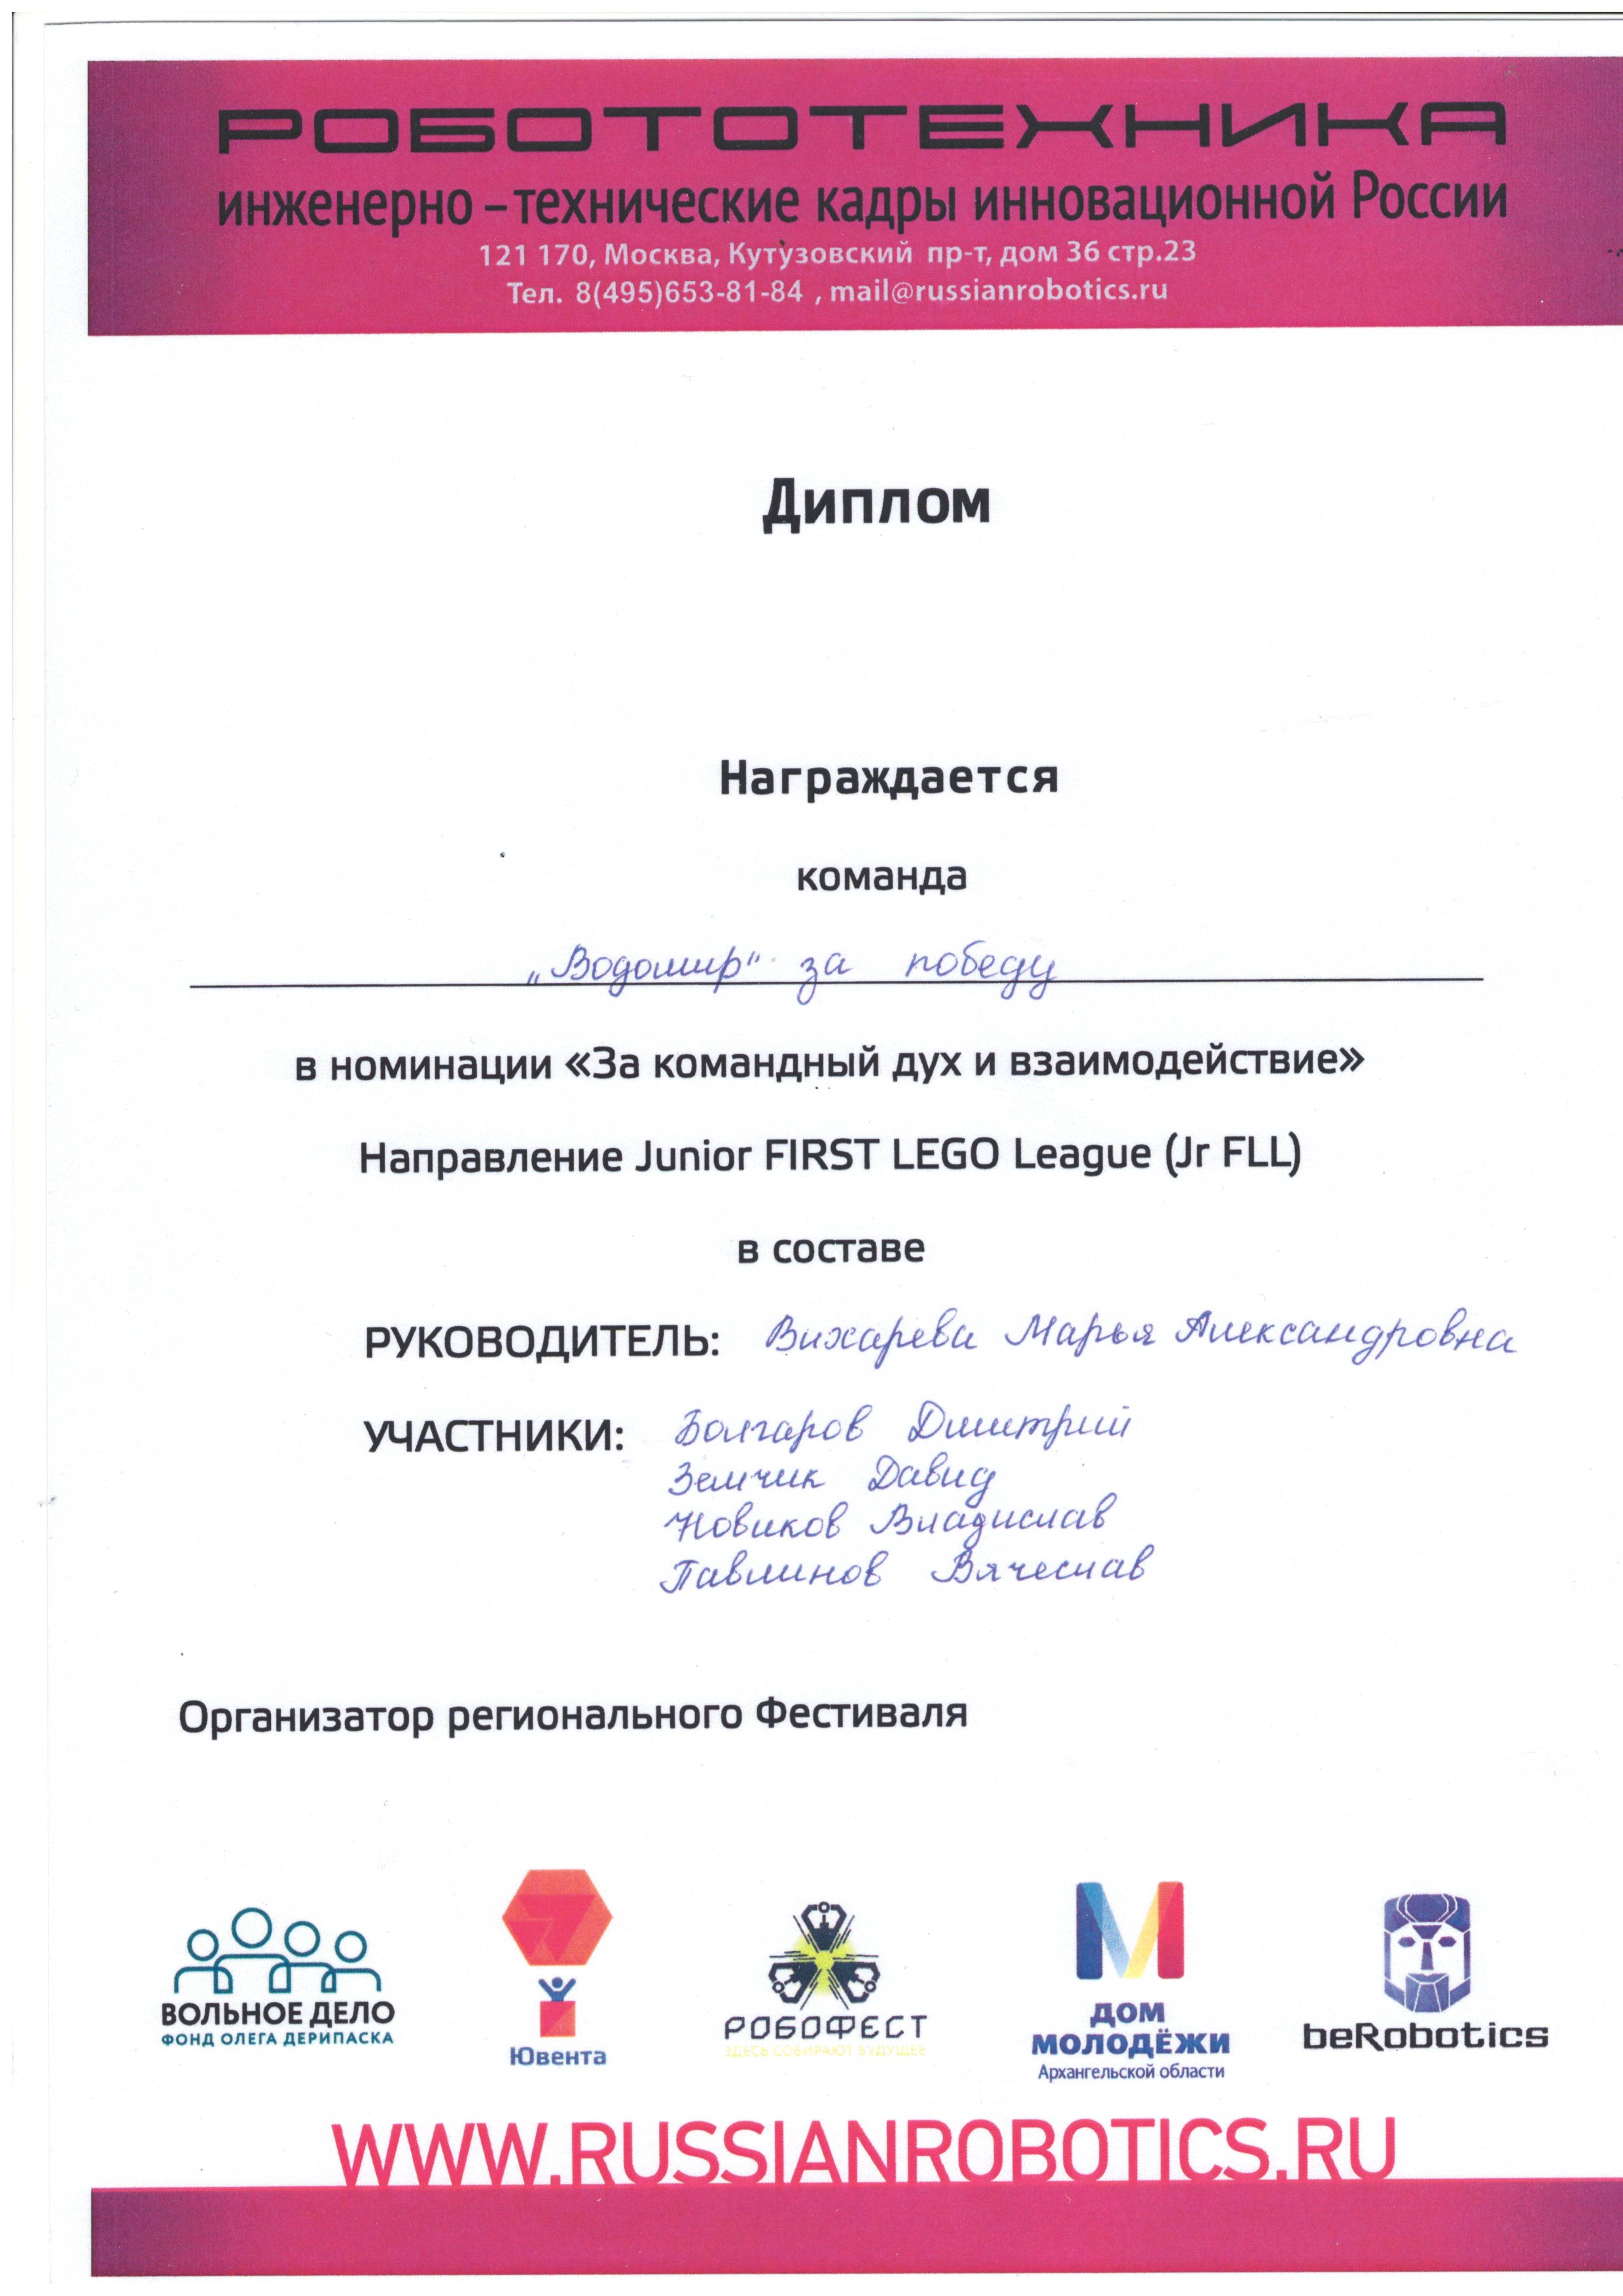 РОБОТОТЕХНИКА
инженерно – технические кадры инновационной России
121 170, Москва, Кутузовский пр-т, дом 36 стр.23
Тел. 8(495)653-81-84 , mail@russianrobotics.ru
Диплом
Награждается
команда
„Водомир" за победу
в номинации «За командный дух и взаимодействие»
Направление Junior FIRST LEGO League (Jr FLL)
в составе
РУКОВОДИТЕЛЬ: Вихарева Марья Александровна
УЧАСТНИКИ: Болгаров Дмитрий
Земчик Давид
Новиков Владислав
Павлинов Вячеслав
Организатор регионального Фестиваля
ВОЛЬНОЕ ДЕЛО
ФОНД ОЛЕГА ДЕРИПАСКА
Ювента
РОБОФЕСТ
ЗДЕСЬ СОБИРАЮТ БУДУЩЕЕ
ДОМ
МОЛОДЁЖИ
Архангельской области
beRobotics
WWW.RUSSIANROBOTICS.RU